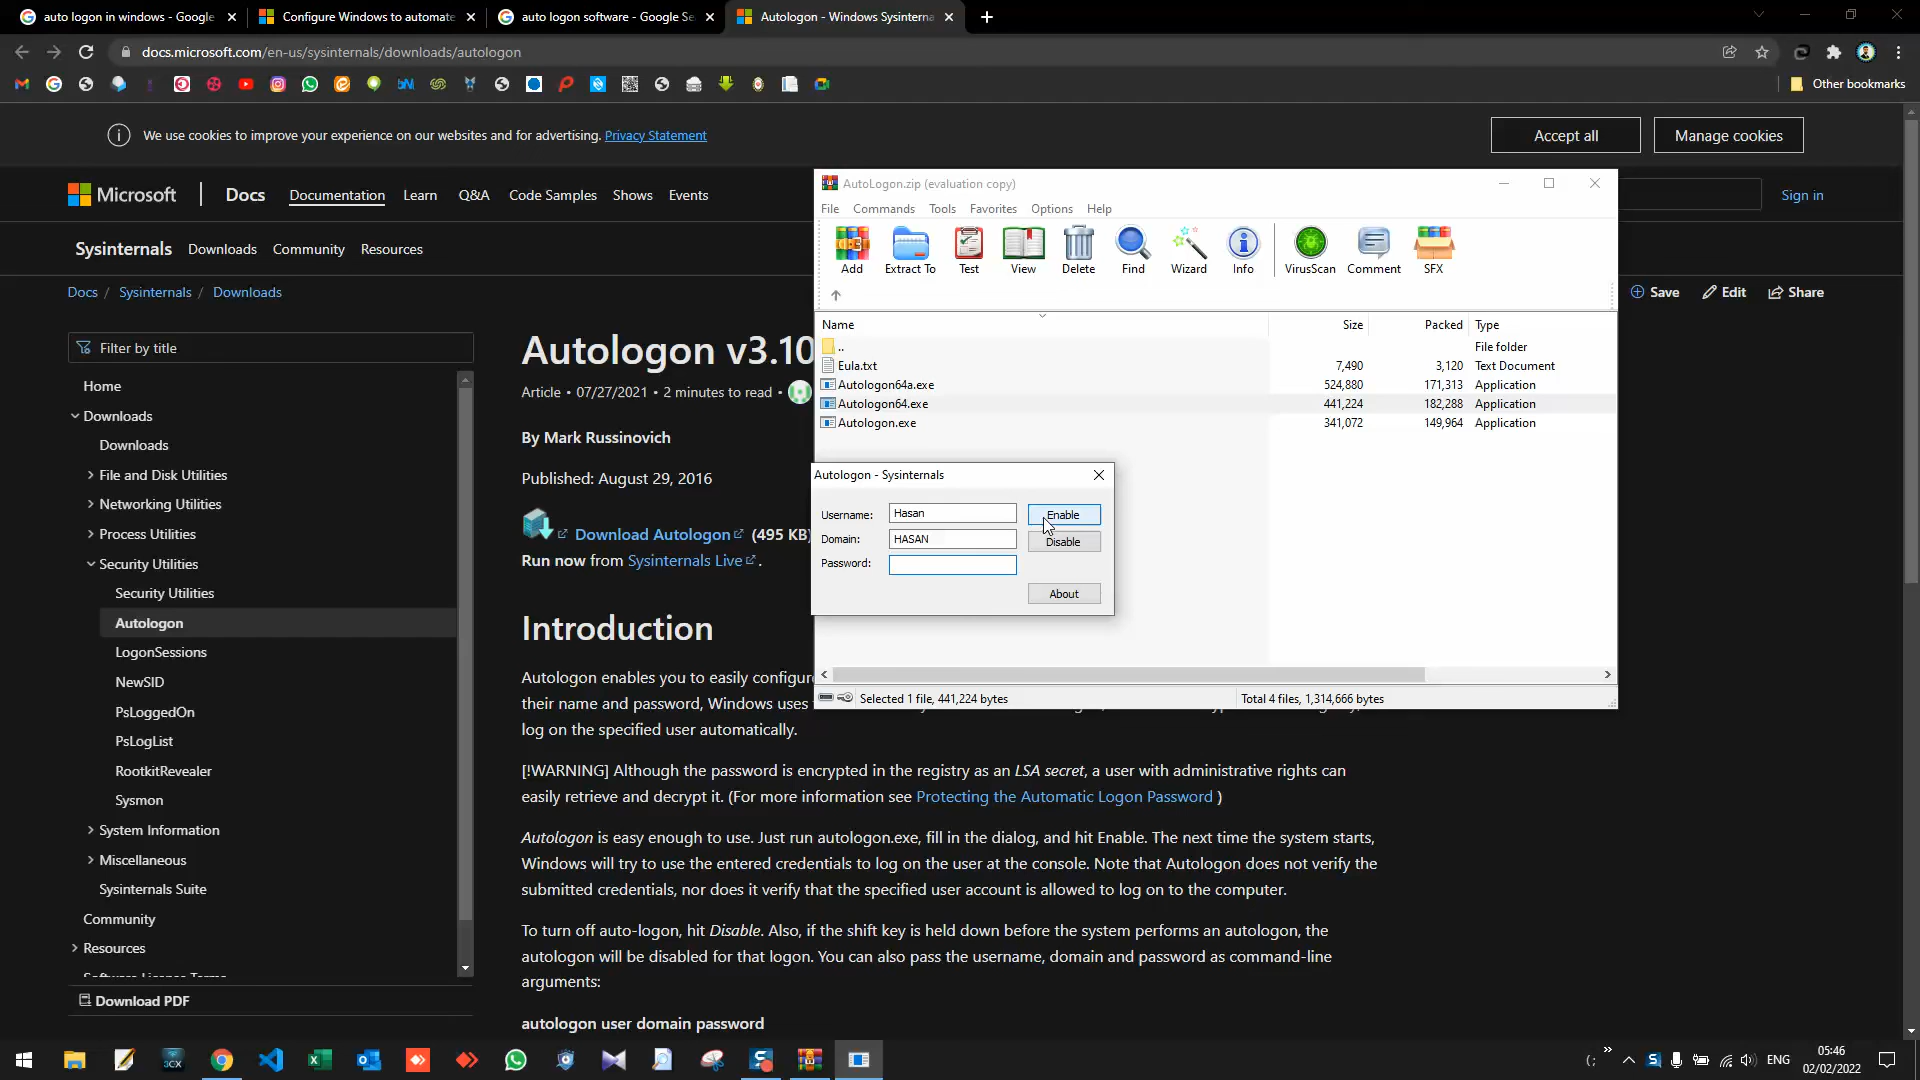 auto logon in windows - Google
Configure Windows to automate
auto logon software - Google Se
Autologon - Windows Sysinterna
docs.microsoft.com/en-us/sysinternals/downloads/autologon
Other bookmarks
We use cookies to improve your experience on our websites and for advertising. Privacy Statement
Accept all
Manage cookies
Microsoft
Docs
Documentation
Learn
Q&A
Code Samples
Shows
Events
Sign in
Sysinternals
Downloads
Community
Resources
Docs / Sysinternals / Downloads
Save
Edit
Share
Filter by title
Home
Downloads
Downloads
File and Disk Utilities
Networking Utilities
Process Utilities
Security Utilities
Security Utilities
Autologon
LogonSessions
NewSID
PsLoggedOn
PsLogList
RootkitRevealer
Sysmon
System Information
Miscellaneous
Sysinternals Suite
Community
Resources
Software License Terms
Download PDF
Autologon v3.10
Article • 07/27/2021 • 2 minutes to read •
By Mark Russinovich
Published: August 29, 2016
Download Autologon (495 KB)
Run now from Sysinternals Live .
Introduction
Autologon enables you to easily configur
their name and password, Windows uses
log on the specified user automatically.
[!WARNING] Although the password is encrypted in the registry as an LSA secret, a user with administrative rights can
easily retrieve and decrypt it. (For more information see Protecting the Automatic Logon Password )
Autologon is easy enough to use. Just run autologon.exe, fill in the dialog, and hit Enable. The next time the system starts,
Windows will try to use the entered credentials to log on the user at the console. Note that Autologon does not verify the
submitted credentials, nor does it verify that the specified user account is allowed to log on to the computer.
To turn off auto-logon, hit Disable. Also, if the shift key is held down before the system performs an autologon, the
autologon will be disabled for that logon. You can also pass the username, domain and password as command-line
arguments:
autologon user domain password
AutoLogon.zip (evaluation copy)
File
Commands
Tools
Favorites
Options
Help
Add
Extract To
Test
View
Delete
Find
Wizard
Info
VirusScan
Comment
SFX
Name Size Packed Type
.. File folder
Eula.txt 7,490 3,120 Text Document
Autologon64a.exe 524,880 171,313 Application
Autologon64.exe 441,224 182,288 Application
Autologon.exe 341,072 149,964 Application
Selected 1 file, 441,224 bytes
Total 4 files, 1,314,666 bytes
Autologon - Sysinternals
Username: Hasan
Enable
Domain: HASAN
Disable
Password:
About
3CX
ENG
05:46
02/02/2022